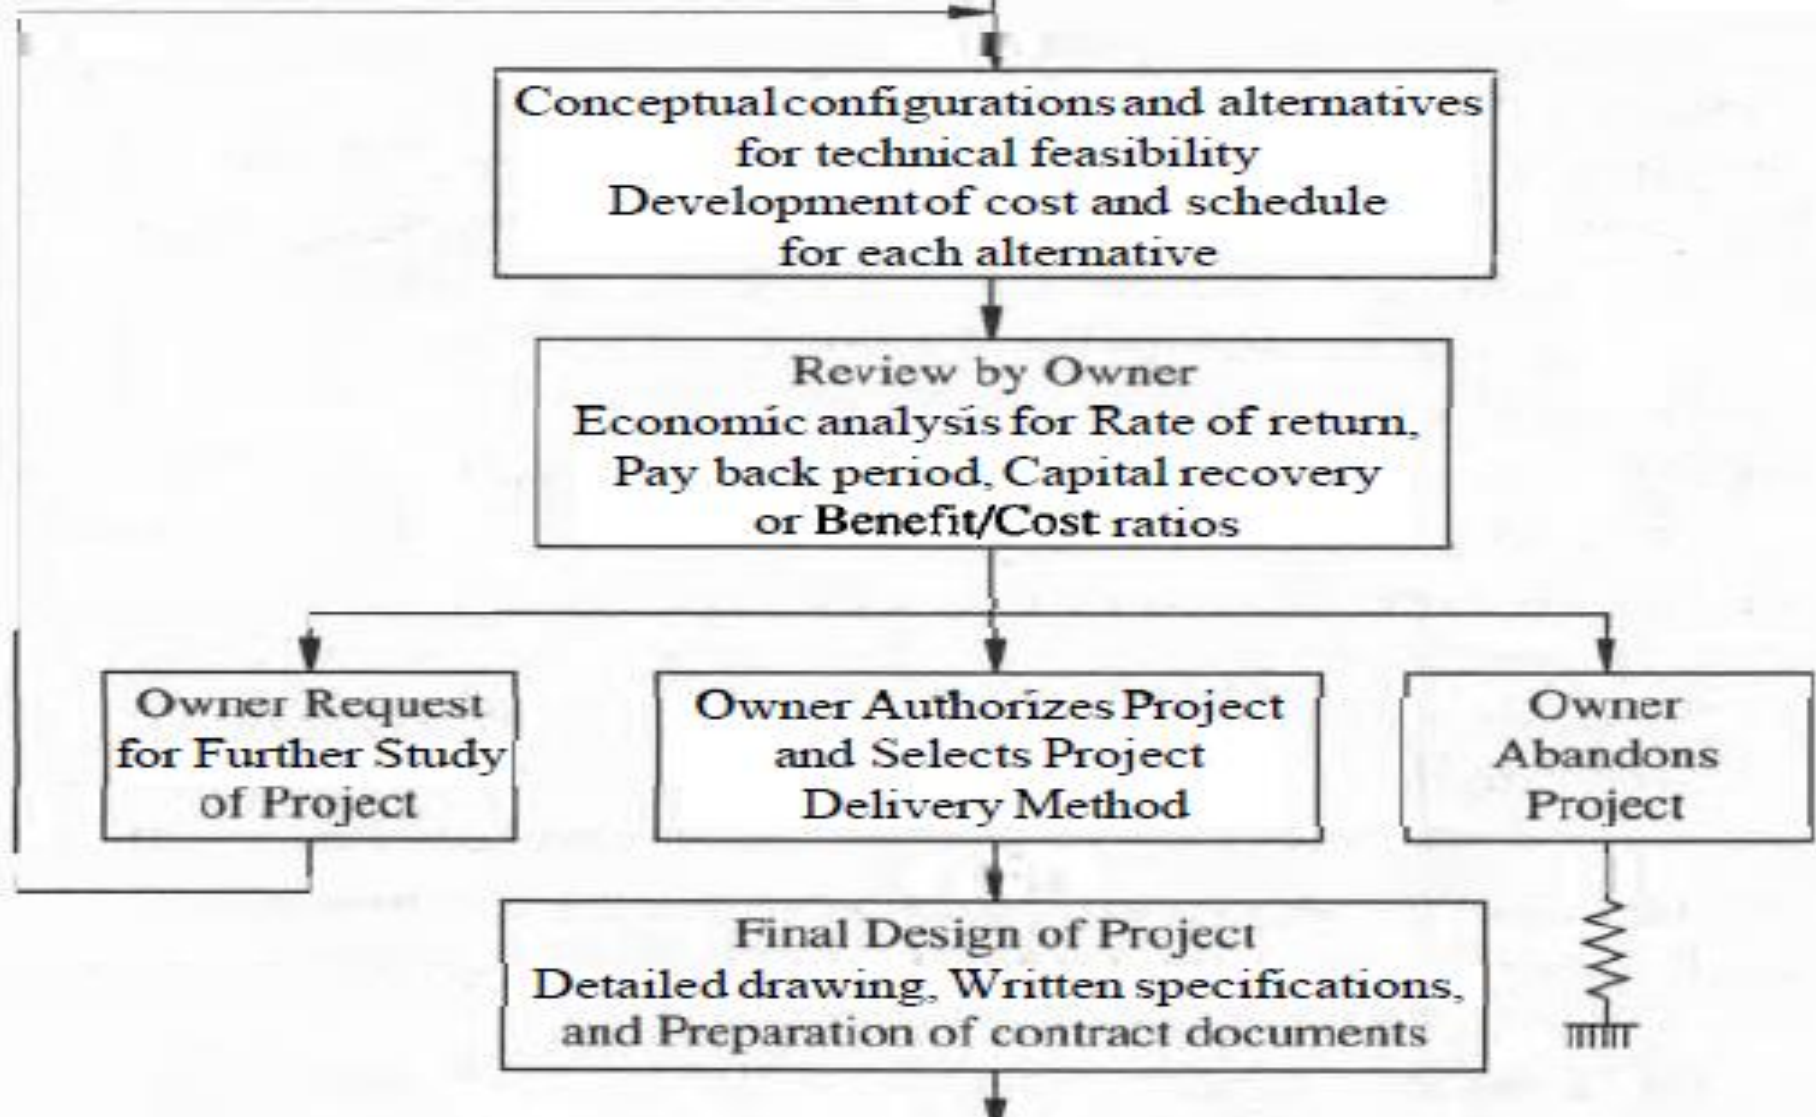 Conceptual configurations and alternatives
for technical feasibility
Development of cost and schedule
for each alternative
Review by Owner
Economic analysis for Rate of return,
Pay back period, Capital recovery
or Benefit/Cost ratios
Owner Request
for Further Study
of Project
Owner Authorizes Project
and Selects Project
Delivery Method
Owner
Abandons
Project
Final Design of Project
Detailed drawing, Written specifications,
and Preparation of contract documents